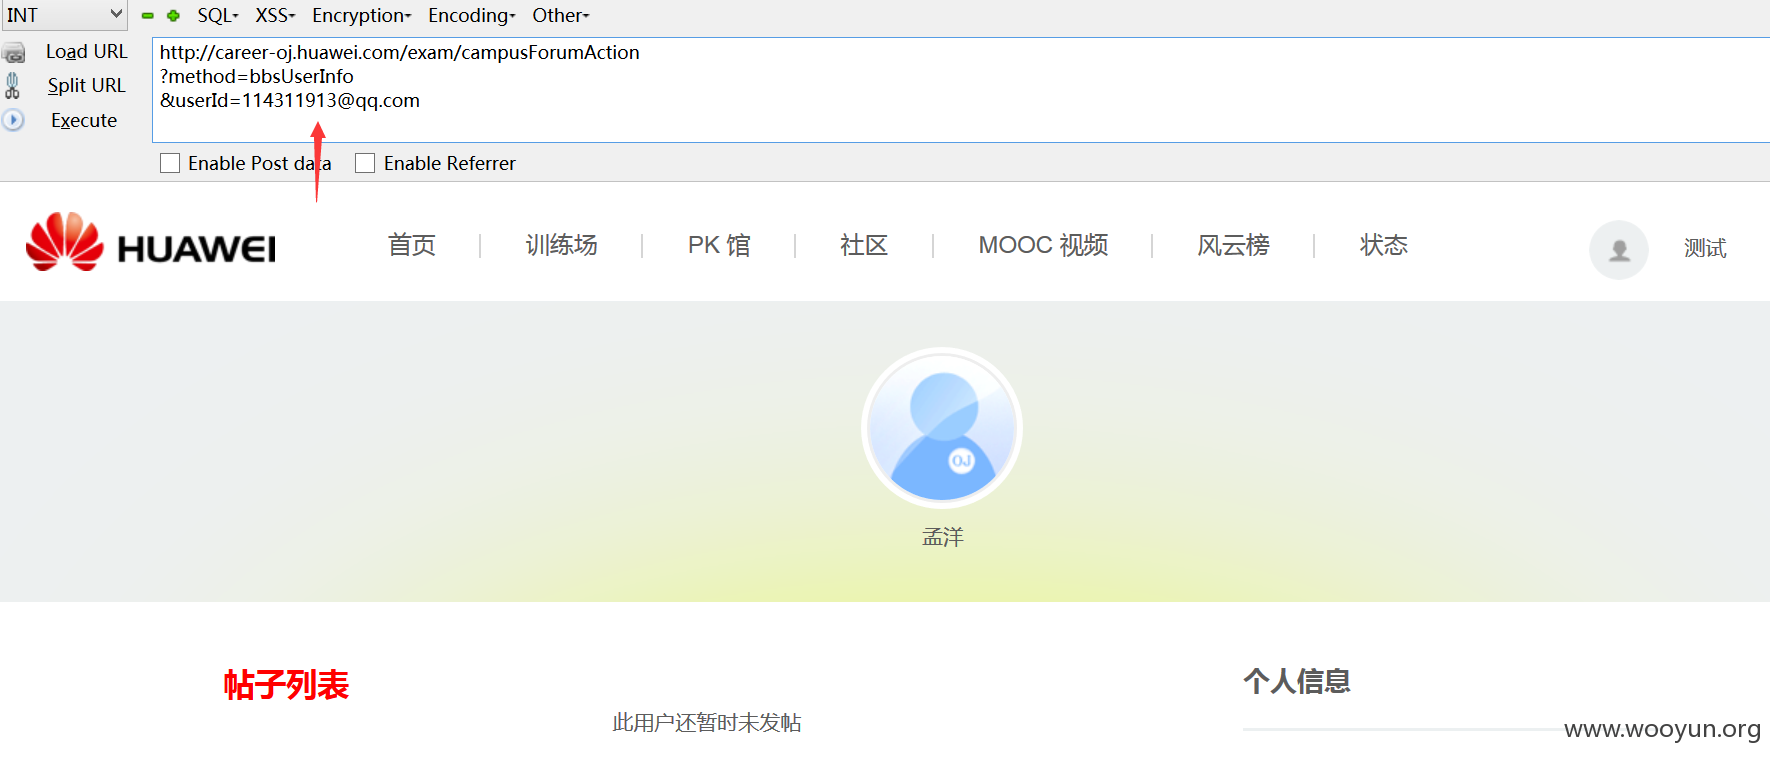 INT SQL XSS Encryption Encoding Other
Load URL
Split URL
Execute
http://career-oj.huawei.com/exam/campusForumAction
?method=bbsUserInfo
&userId=114311913@qq.com
Enable Post data Enable Referrer
HUAWEI 首页 训练场 PK 馆 社区 MOOC 视频 风云榜 状态 测试
OJ
孟洋
帖子列表 个人信息
此用户还暂时未发帖
www.wooyun.org